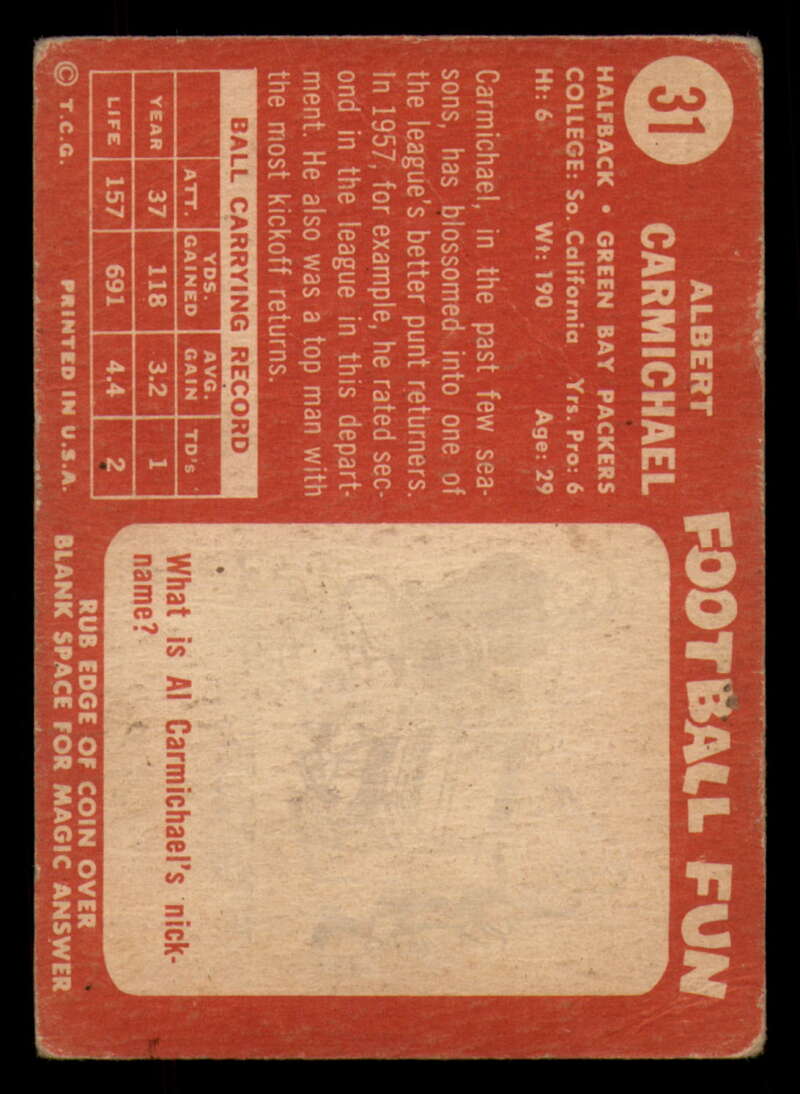 31
ALBERT
CARMICHAEL
HALFBACK • GREEN BAY PACKERS
COLLEGE: So. California Yrs. Pro: 6
Ht: 6 Wt: 190 Age: 29
Carmichael, in the past few sea-
sons, has blossomed into one of
the league's better punt returners.
In 1957, for example, he rated sec-
ond in the league in this depart-
ment. He also was a top man with
the most kickoff returns.
BALL CARRYING RECORD
ATT. YDS. GAINED AVG. GAIN TD's
YEAR 37 118 3.2 1
LIFE 157 691 4.4 2
© T.C.G. PRINTED IN U.S.A.
FOOTBALL FUN
What is Al Carmichael's nick-
name?
RUB EDGE OF COIN OVER
BLANK SPACE FOR MAGIC ANSWER